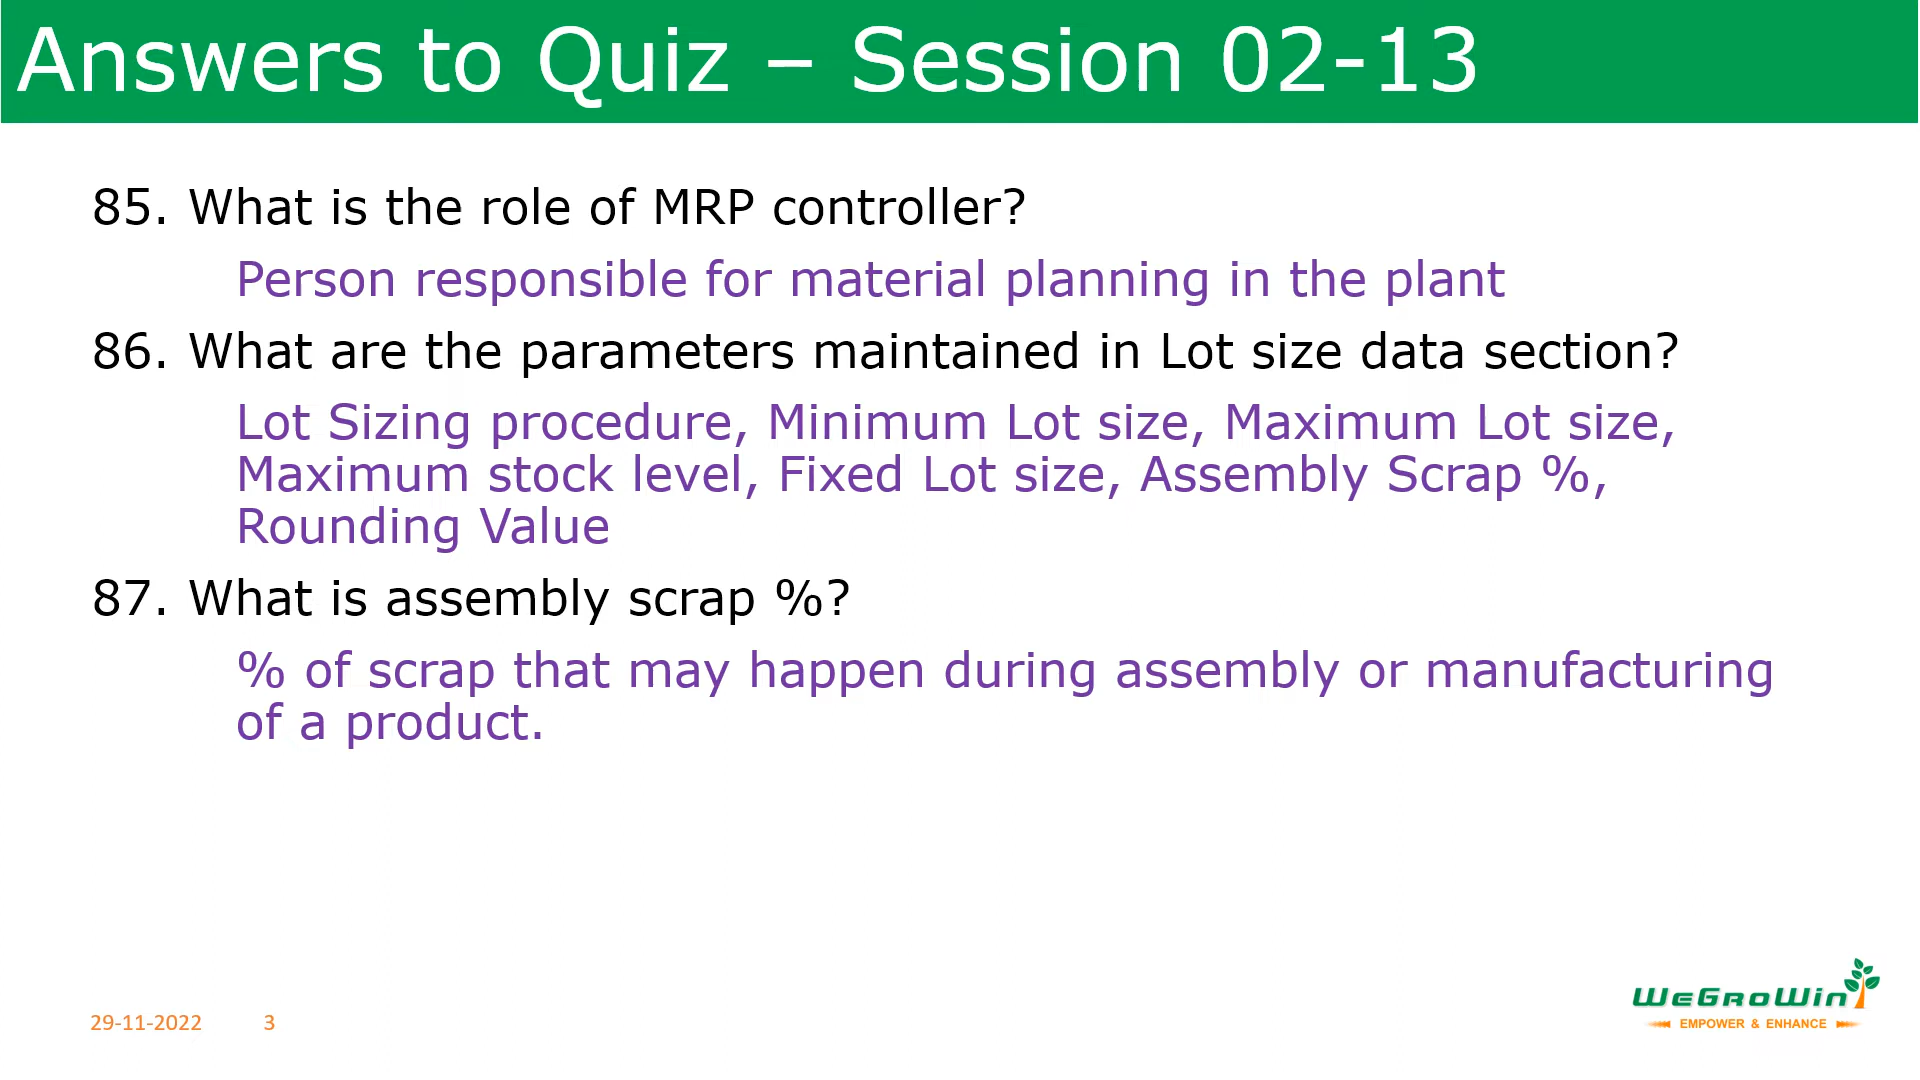 Answers to Quiz – Session 02-13
85. What is the role of MRP controller?
Person responsible for material planning in the plant
86. What are the parameters maintained in Lot size data section?
Lot Sizing procedure, Minimum Lot size, Maximum Lot size,
Maximum stock level, Fixed Lot size, Assembly Scrap %,
Rounding Value
87. What is assembly scrap %?
% of scrap that may happen during assembly or manufacturing
of a product.
29-11-2022 3
WeGroWin
EMPOWER & ENHANCE